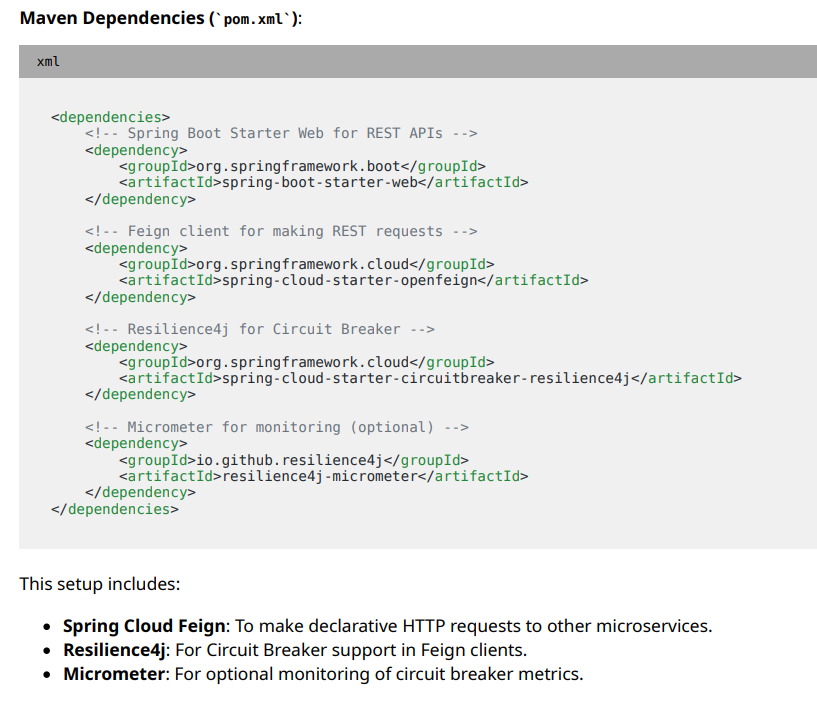 Maven Dependencies (`pom.xml`):
xml
<dependencies>
    <!-- Spring Boot Starter Web for REST APIs -->
    <dependency>
        <groupId>org.springframework.boot</groupId>
        <artifactId>spring-boot-starter-web</artifactId>
    </dependency>
    <!-- Feign client for making REST requests -->
    <dependency>
        <groupId>org.springframework.cloud</groupId>
        <artifactId>spring-cloud-starter-openfeign</artifactId>
    </dependency>
    <!-- Resilience4j for Circuit Breaker -->
    <dependency>
        <groupId>org.springframework.cloud</groupId>
        <artifactId>spring-cloud-starter-circuitbreaker-resilience4j</artifactId>
    </dependency>
    <!-- Micrometer for monitoring (optional) -->
    <dependency>
        <groupId>io.github.resilience4j</groupId>
        <artifactId>resilience4j-micrometer</artifactId>
    </dependency>
</dependencies>
This setup includes:
• Spring Cloud Feign: To make declarative HTTP requests to other microservices.
• Resilience4j: For Circuit Breaker support in Feign clients.
• Micrometer: For optional monitoring of circuit breaker metrics.